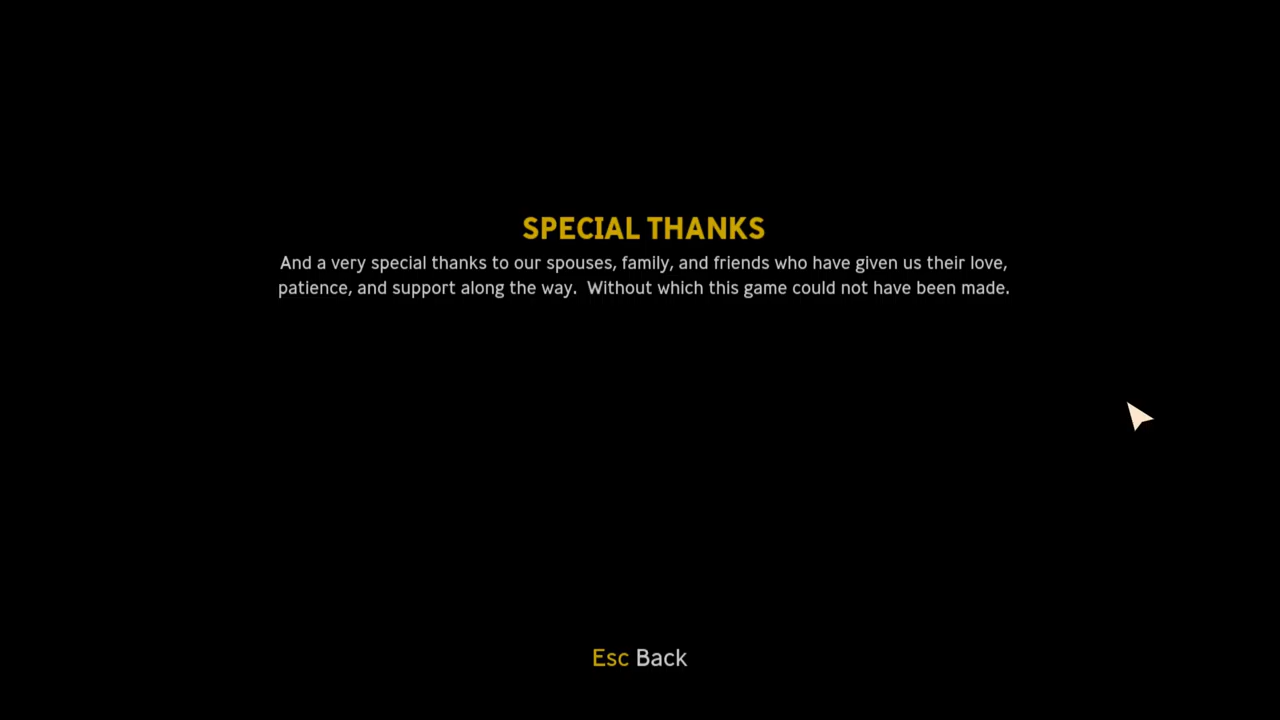 SPECIAL THANKS
And a very special thanks to our spouses, family, and friends who have given us their love,
patience, and support along the way.  Without which this game could not have been made.
Esc Back